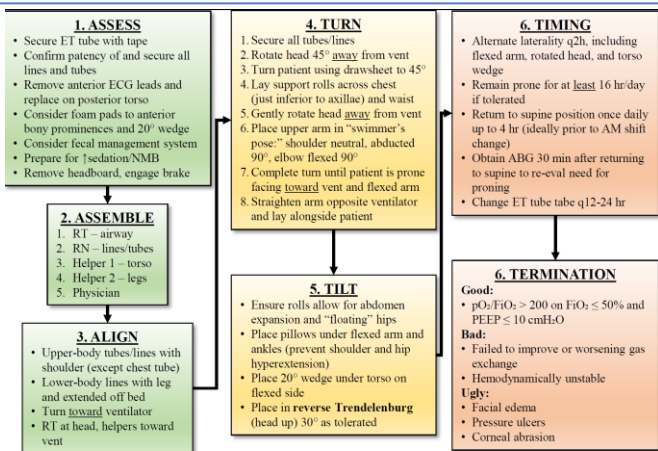 1. ASSESS
• Secure ET tube with tape
• Confirm patency of and secure all
lines and tubes
• Remove anterior ECG leads and
replace on posterior torso
• Consider foam pads to anterior
bony prominences and 20° wedge
• Consider fecal management system
• Prepare for ↑sedation/NMB
• Remove headboard, engage brake
2. ASSEMBLE
1. RT – airway
2. RN – lines/tubes
3. Helper 1 – torso
4. Helper 2 – legs
5. Physician
3. ALIGN
• Upper-body tubes/lines with
shoulder (except chest tube)
• Lower-body lines with leg
and extended off bed
• Turn toward ventilator
• RT at head, helpers toward
vent
4. TURN
1. Secure all tubes/lines
2. Rotate head 45° away from vent
3. Turn patient using drawsheet to 45°
4. Lay support rolls across chest
(just inferior to axillae) and waist
5. Gently rotate head away from vent
6. Place upper arm in “swimmer’s
pose:” shoulder neutral, abducted
90°, elbow flexed 90°
7. Complete turn until patient is prone
facing toward vent and flexed arm
8. Straighten arm opposite ventilator
and lay alongside patient
5. TILT
• Ensure rolls allow for abdomen
expansion and “floating” hips
• Place pillows under flexed arm and
ankles (prevent shoulder and hip
hyperextension)
• Place 20° wedge under torso on
flexed side
• Place in reverse Trendelenburg
(head up) 30° as tolerated
6. TIMING
• Alternate laterality q2h, including
flexed arm, rotated head, and torso
wedge
• Remain prone for at least 16 hr/day
if tolerated
• Return to supine position once daily
up to 4 hr (ideally prior to AM shift
change)
• Obtain ABG 30 min after returning
to supine to re-eval need for
proning
• Change ET tube tabe q12-24 hr
6. TERMINATION
Good:
• pO₂/FiO₂ > 200 on FiO₂ ≤ 50% and
PEEP ≤ 10 cmH₂O
Bad:
• Failed to improve or worsening gas
exchange
• Hemodynamically unstable
Ugly:
• Facial edema
• Pressure ulcers
• Corneal abrasion